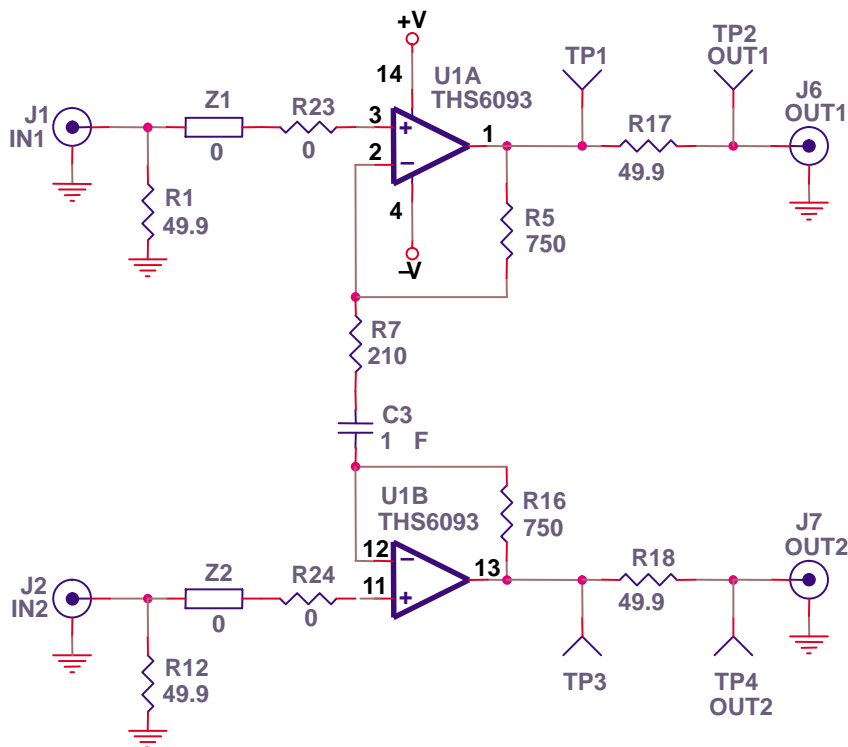 +V
TP1
TP2
OUT1
14
U1A
THS6093
J1
IN1
Z1
0
R23
0
3
+
2
−
1
R17
49.9
J6
OUT1
R1
49.9
4
−V
R5
750
R7
210
C3
1 F
U1B
THS6093
R16
750
12
−
11
+
13
J2
IN2
Z2
0
R24
0
R18
49.9
J7
OUT2
R12
49.9
TP3
TP4
OUT2